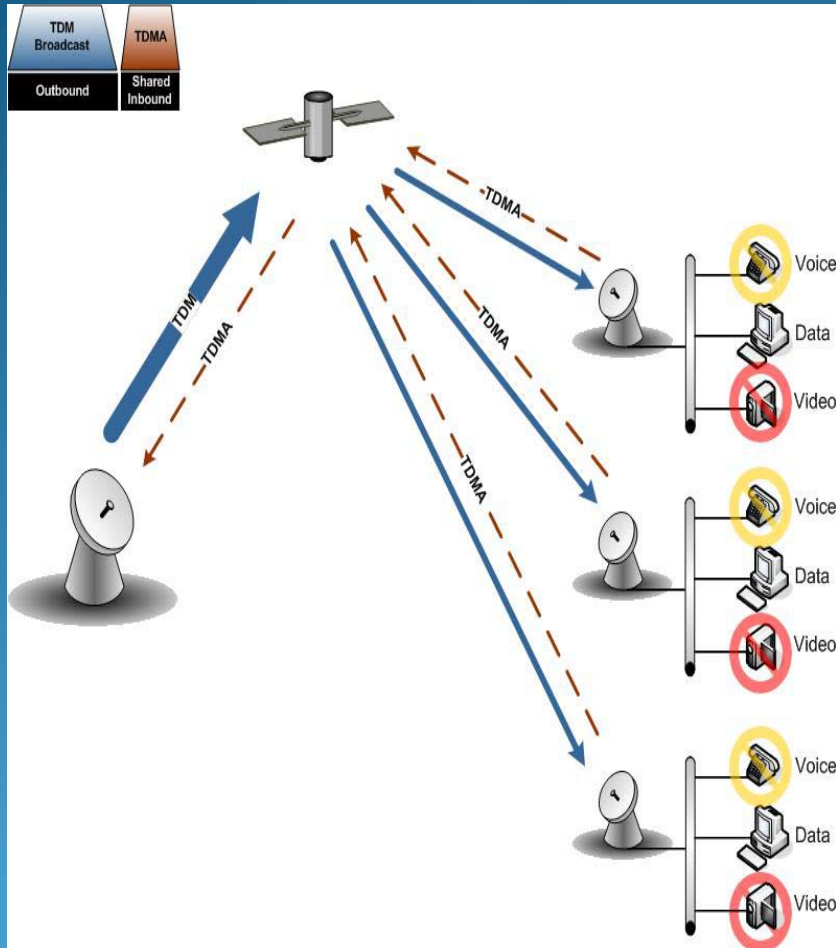 TDM
Broadcast
TDMA
Outbound
Shared
Inbound
TDM
TDMA
TDMA
TDMA
TDMA
Voice
Data
Video
Voice
Data
Video
Voice
Data
Video